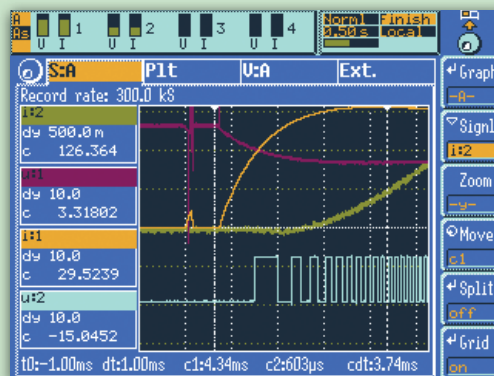 A
As
1
2
3
4
U I
U I
U I
U I
Norml Finish
0.50s Local
S:A Plt U:A Ext.
Record rate: 300.0 kS
i:2
dy 500.0m
c 126.364
u:1
dy 10.0
c 3.31802
i:1
dy 10.0
c 29.5239
u:2
dy 10.0
c -15.0452
t0:-1.00ms dt:1.00ms c1:4.34ms c2:603µs cdt:3.74ms
Graph
-A-
Signl
i:2
Zoom
-y-
Move
c1
Split
off
Grid
on